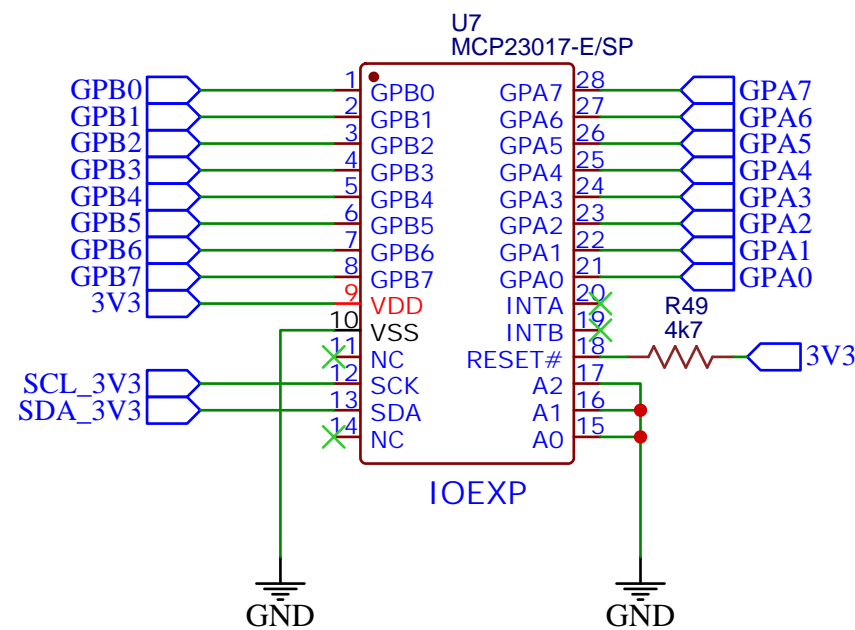 U7
MCP23017-E/SP
GPB0 1 GPB0 GPA7 28 GPA7
GPB1 2 GPB1 GPA6 27 GPA6
GPB2 3 GPB2 GPA5 26 GPA5
GPB3 4 GPB3 GPA4 25 GPA4
GPB4 5 GPB4 GPA3 24 GPA3
GPB5 6 GPB5 GPA2 23 GPA2
GPB6 7 GPB6 GPA1 22 GPA1
GPB7 8 GPB7 GPA0 21 GPA0
3V3 9 VDD INTA 20
R49
4k7
10 VSS INTB 19
11 NC RESET# 18 3V3
SCL_3V3 12 SCK A2 17
SDA_3V3 13 SDA A1 16
14 NC A0 15
IOEXP
GND GND